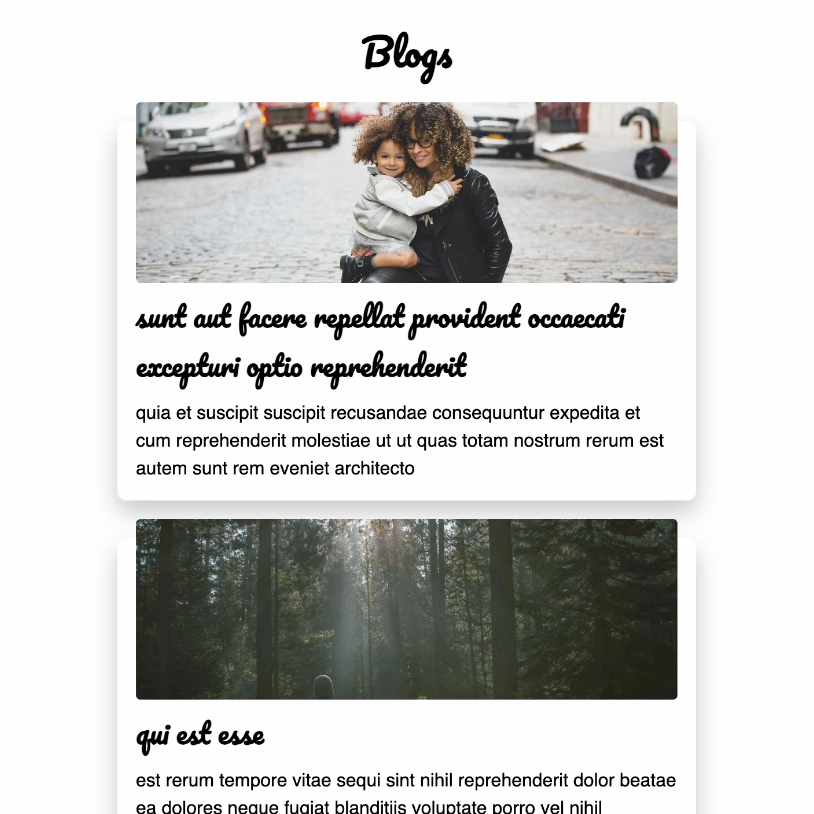 Blogs
sunt aut facere repellat provident occaecati
excepturi optio reprehenderit
quia et suscipit suscipit recusandae consequuntur expedita et
cum reprehenderit molestiae ut ut quas totam nostrum rerum est
autem sunt rem eveniet architecto
qui est esse
est rerum tempore vitae sequi sint nihil reprehenderit dolor beatae
ea dolores neque fugiat blanditiis voluptate porro vel nihil